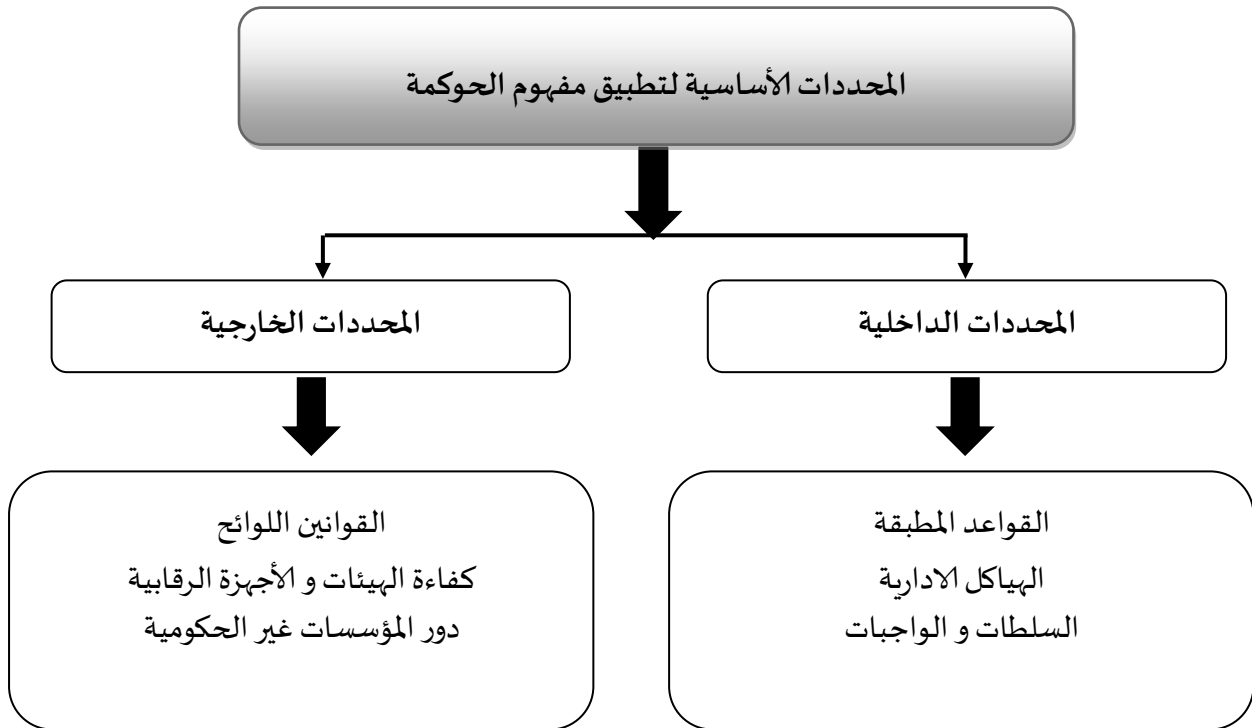 المحددات الأساسية لتطبيق مفهوم الحوكمة
المحددات الداخلية
المحددات الخارجية
القواعد المطبقة
الهياكل الادارية
السلطات و الواجبات
القوانين اللوائح
كفاءة الهيئات و الأجهزة الرقابية
دور المؤسسات غير الحكومية